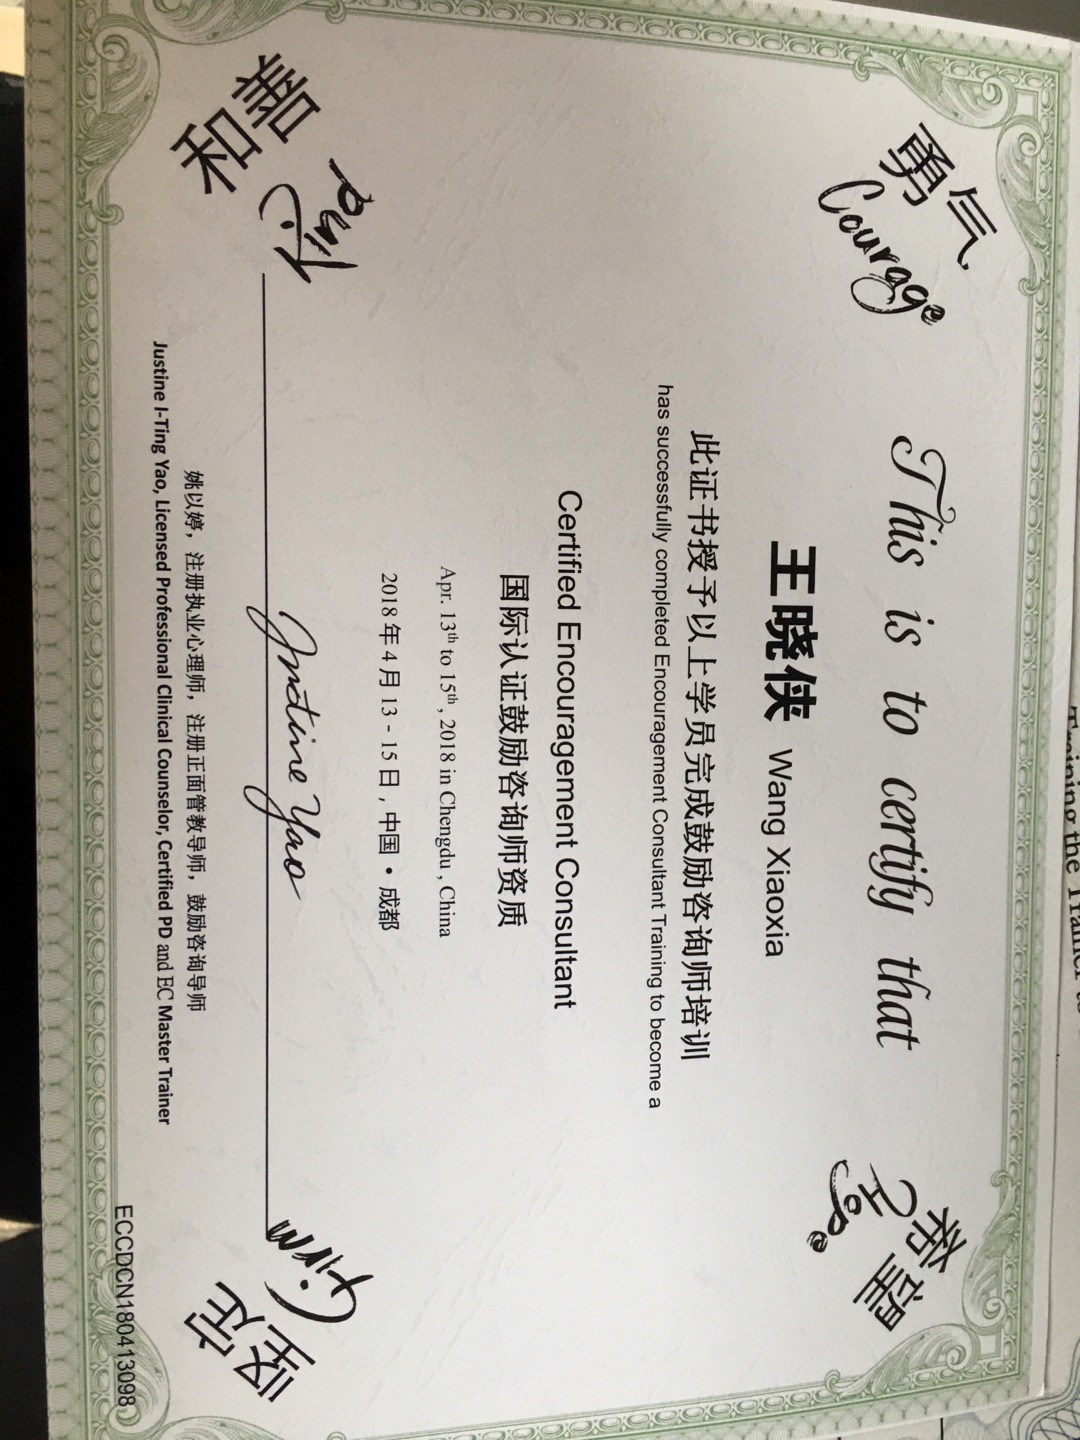 勇气
Courage
希望
Hope
This is to certify that
王晓侠 Wang Xiaoxia
此证书授予以上学员完成鼓励咨询师培训
has successfully completed Encouragement Consultant Training to become a
Certified Encouragement Consultant
国际认证鼓励咨询师资质
Apr. 13th to 15th, 2018 in Chengdu, China
2018年4月13-15日,中国·成都
和善
Kind
坚定
Firm
Justine Yao
姚以婷，注册执业心理师，注册正面管教导师，鼓励咨询导师
Justine I-Ting Yao, Licensed Professional Clinical Counselor, Certified PD and EC Master Trainer
ECCDCN180413098
Training the Trainer